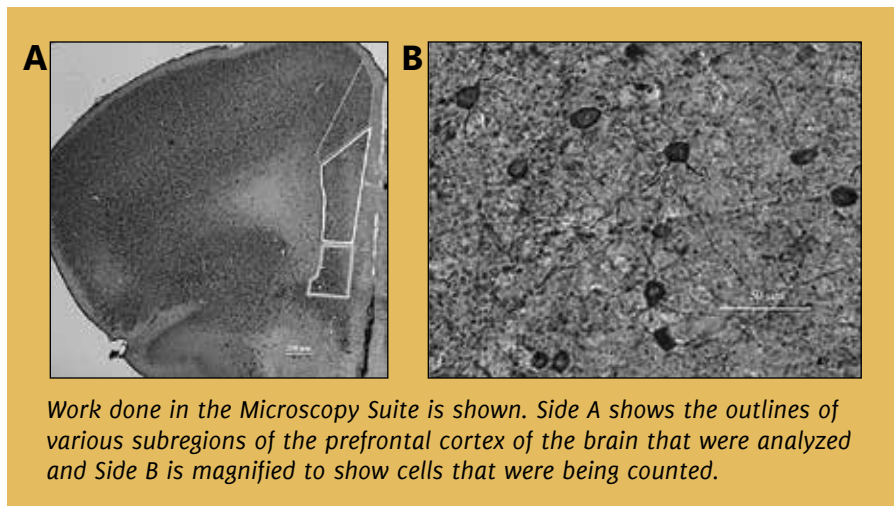 A
B
Work done in the Microscopy Suite is shown. Side A shows the outlines of
various subregions of the prefrontal cortex of the brain that were analyzed
and Side B is magnified to show cells that were being counted.